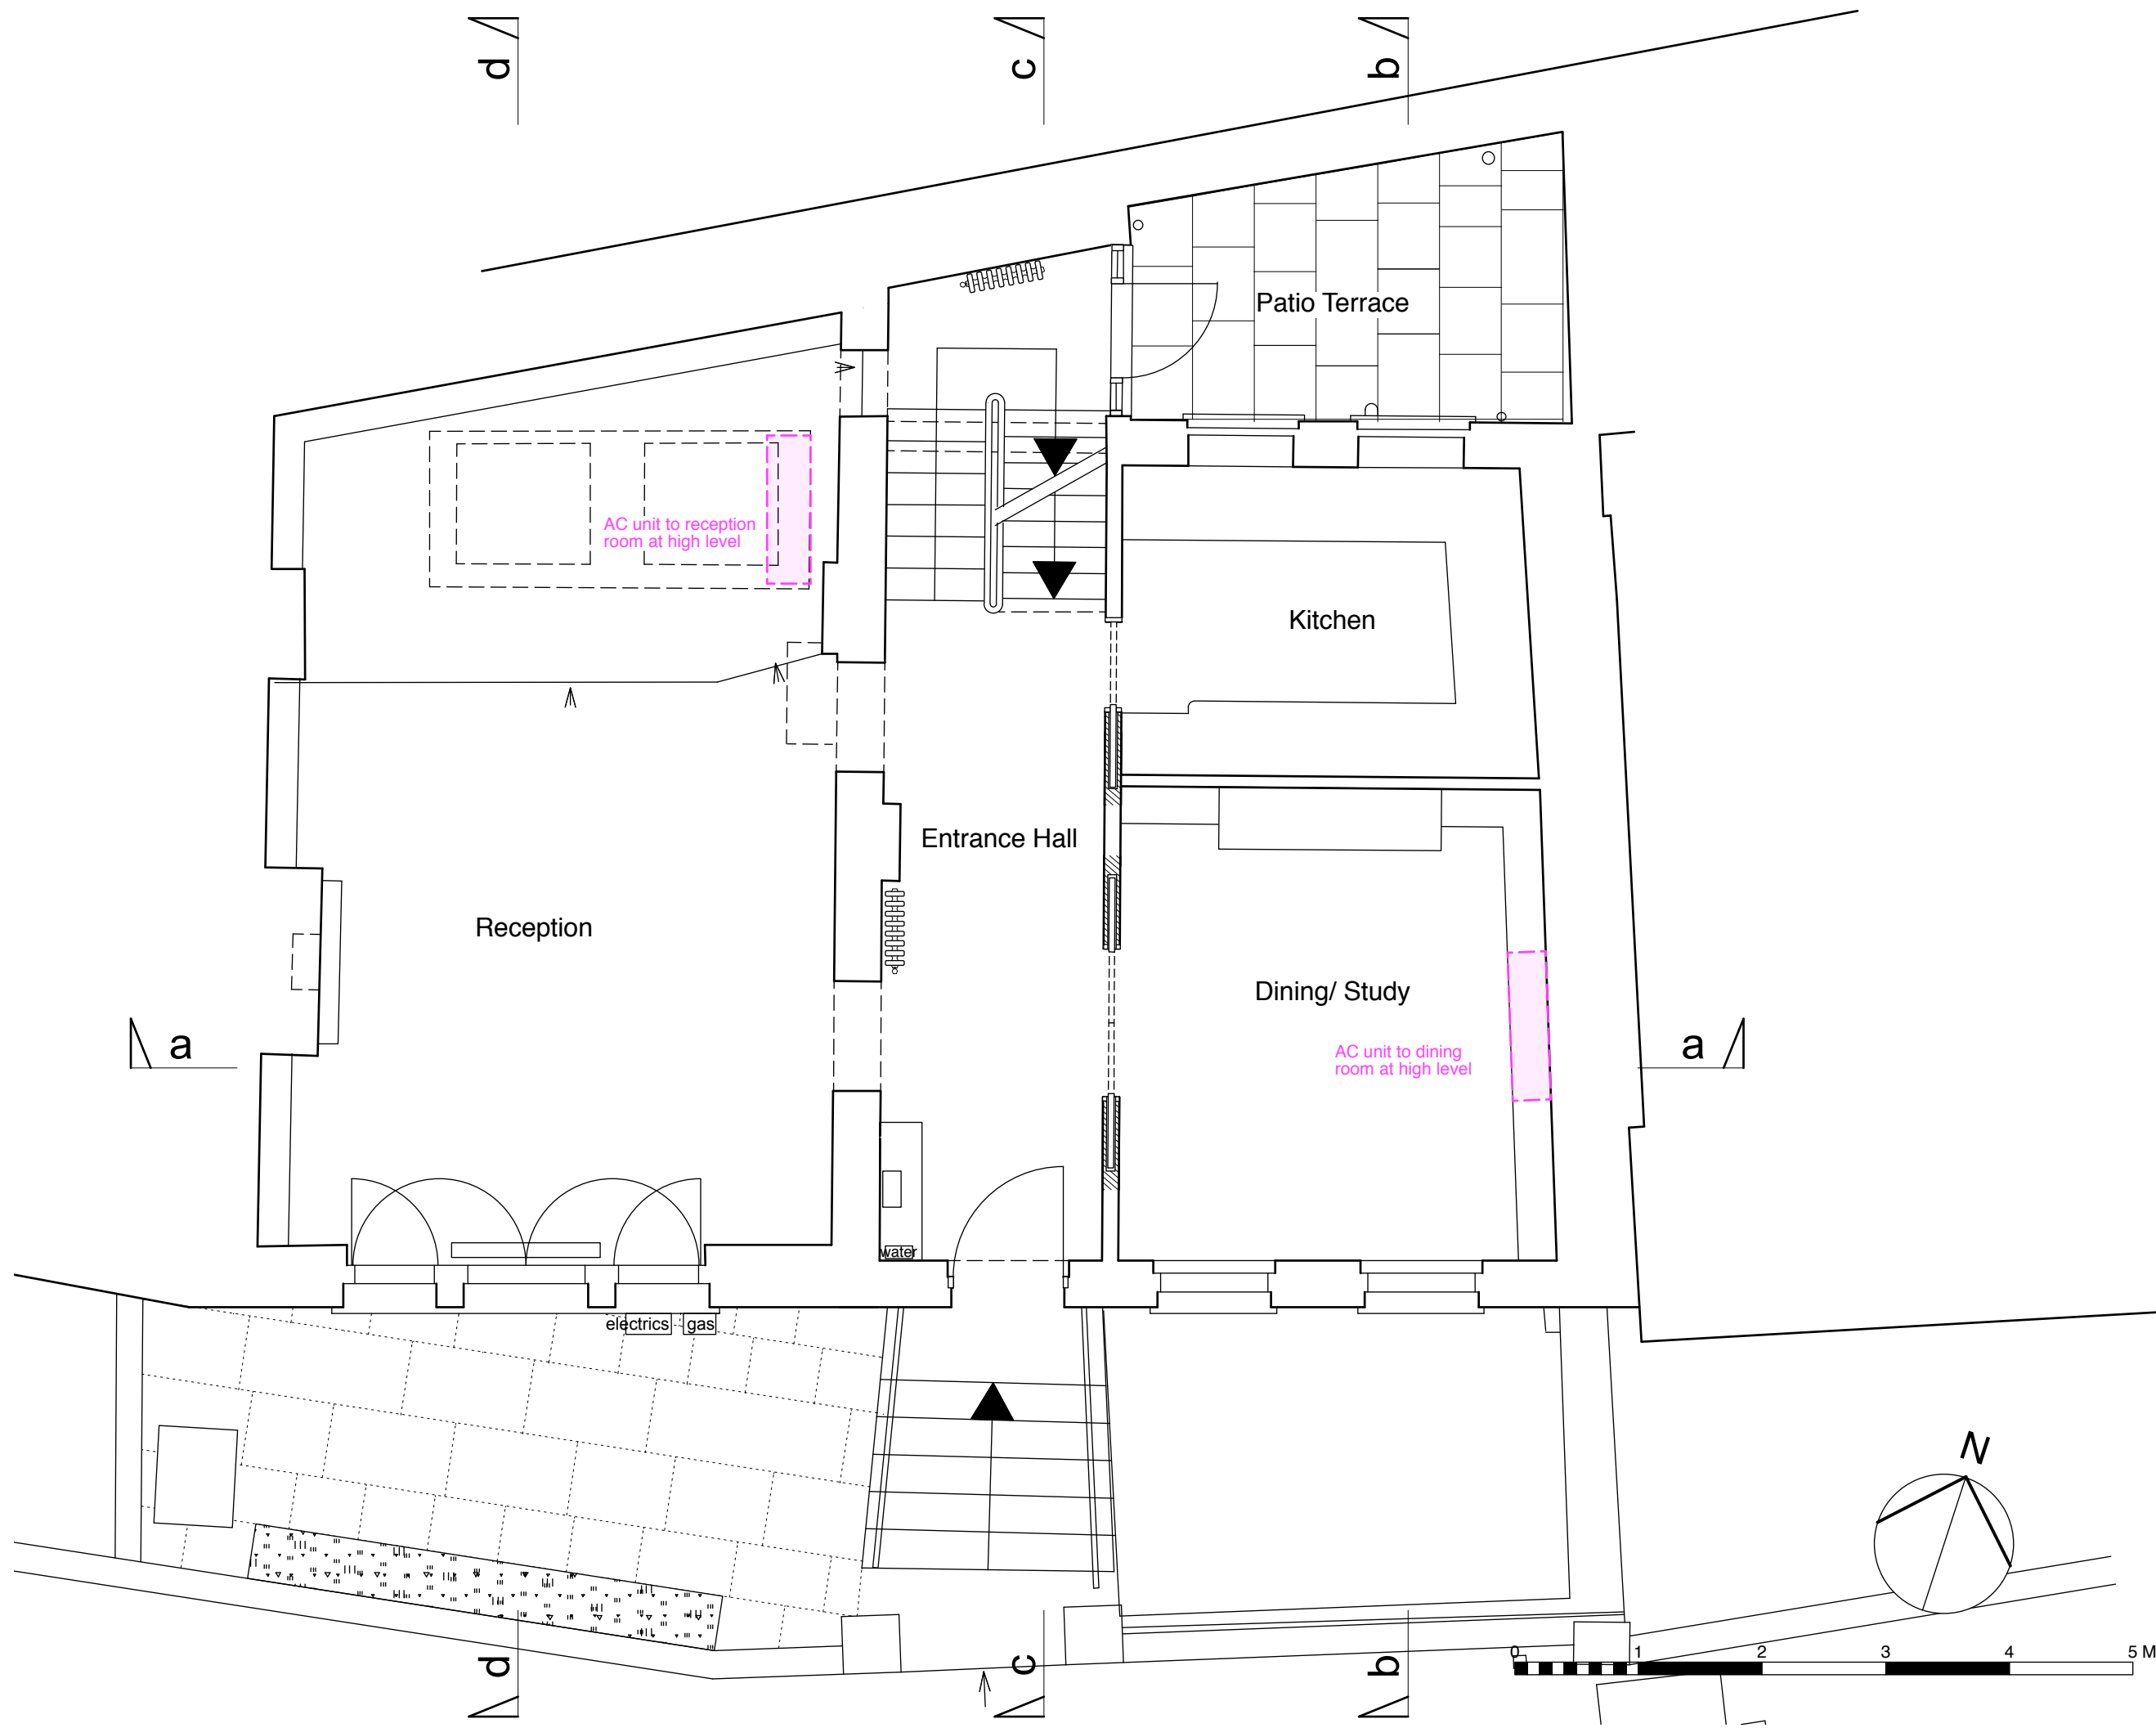 d
c
b
Patio Terrace
AC unit to reception
room at high level
Kitchen
Entrance Hall
Reception
Dining/ Study
a
a
AC unit to dining
room at high level
water
electrics
gas
N
d
c
b
0 1 2 3 4 5 M